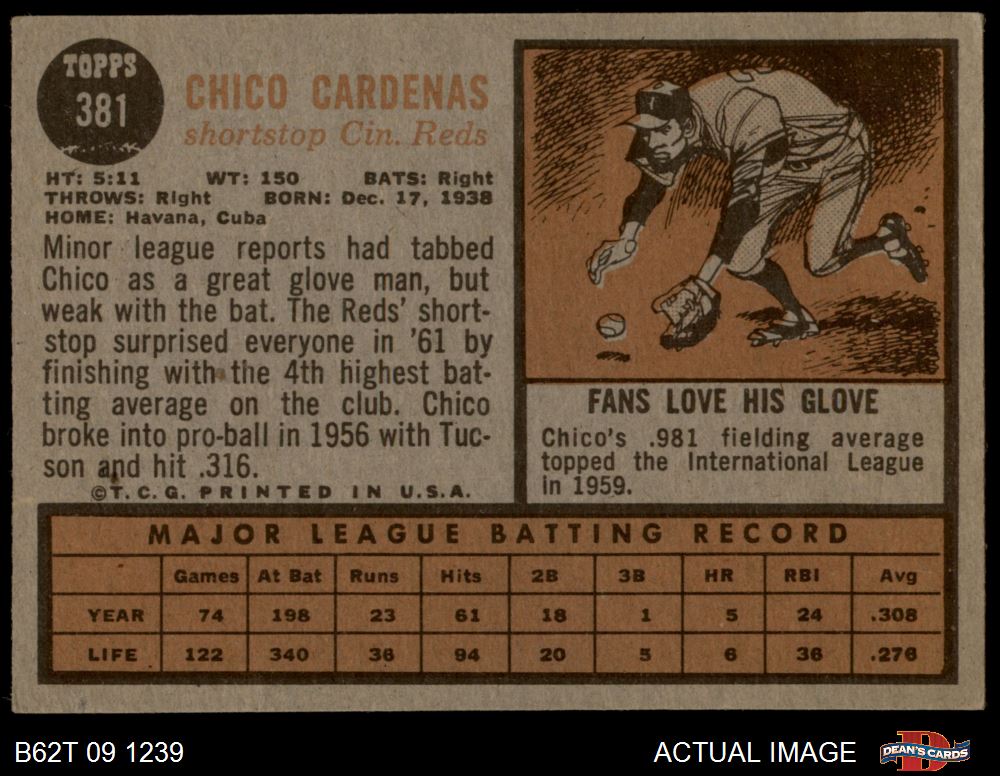 TOPPS
381
CHICO CARDENAS
shortstop Cin. Reds
HT: 5:11 WT: 150 BATS: Right
THROWS: Right BORN: Dec. 17, 1938
HOME: Havana, Cuba
Minor league reports had tabbed
Chico as a great glove man, but
weak with the bat. The Reds' short-
stop surprised everyone in '61 by
finishing with the 4th highest bat-
ting average on the club. Chico
broke into pro-ball in 1956 with Tuc-
son and hit .316.
©T.C.G. PRINTED IN U.S.A.
FANS LOVE HIS GLOVE
Chico's .981 fielding average
topped the International League
in 1959.
MAJOR LEAGUE BATTING RECORD
Games At Bat Runs Hits 2B 3B HR RBI Avg
YEAR 74 198 23 61 18 1 5 24 .308
LIFE 122 340 36 94 20 5 6 36 .276
B62T 09 1239
ACTUAL IMAGE
D
DEAN'S CARDS